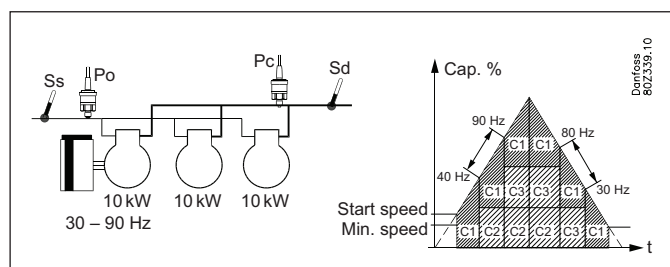 Ss
Po
Pc
Sd
10 kW
10 kW
10 kW
30 – 90 Hz
Cap. %
Danfoss
80Z339.10
90 Hz
80 Hz
C1
C1
40 Hz
30 Hz
C1
C3
C3
C1
Start speed
Min. speed
C1
C2
C2
C2
C3
C1
t